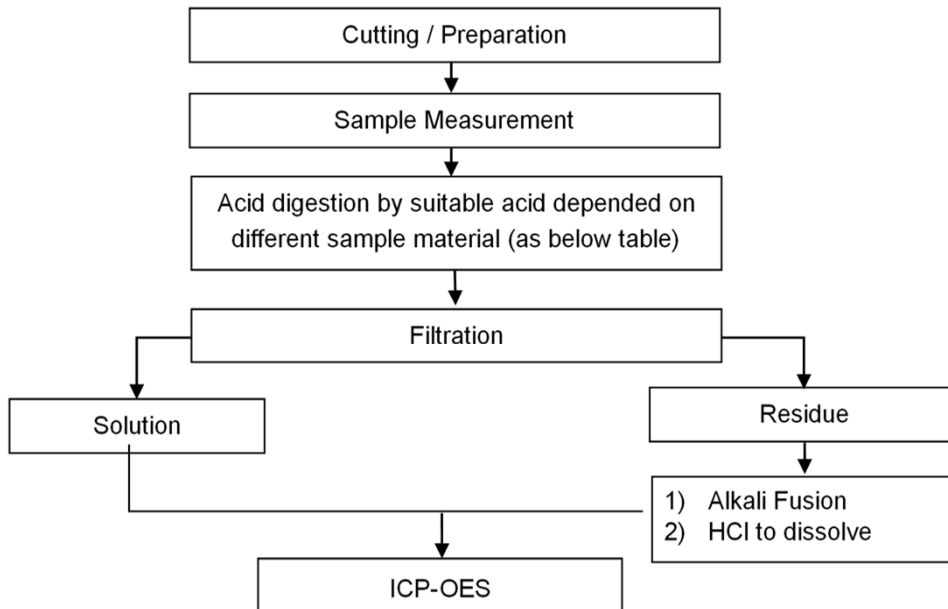 Cutting / Preparation
Sample Measurement
Acid digestion by suitable acid depended on
different sample material (as below table)
Filtration
Solution
Residue
1) Alkali Fusion
2) HCl to dissolve
ICP-OES